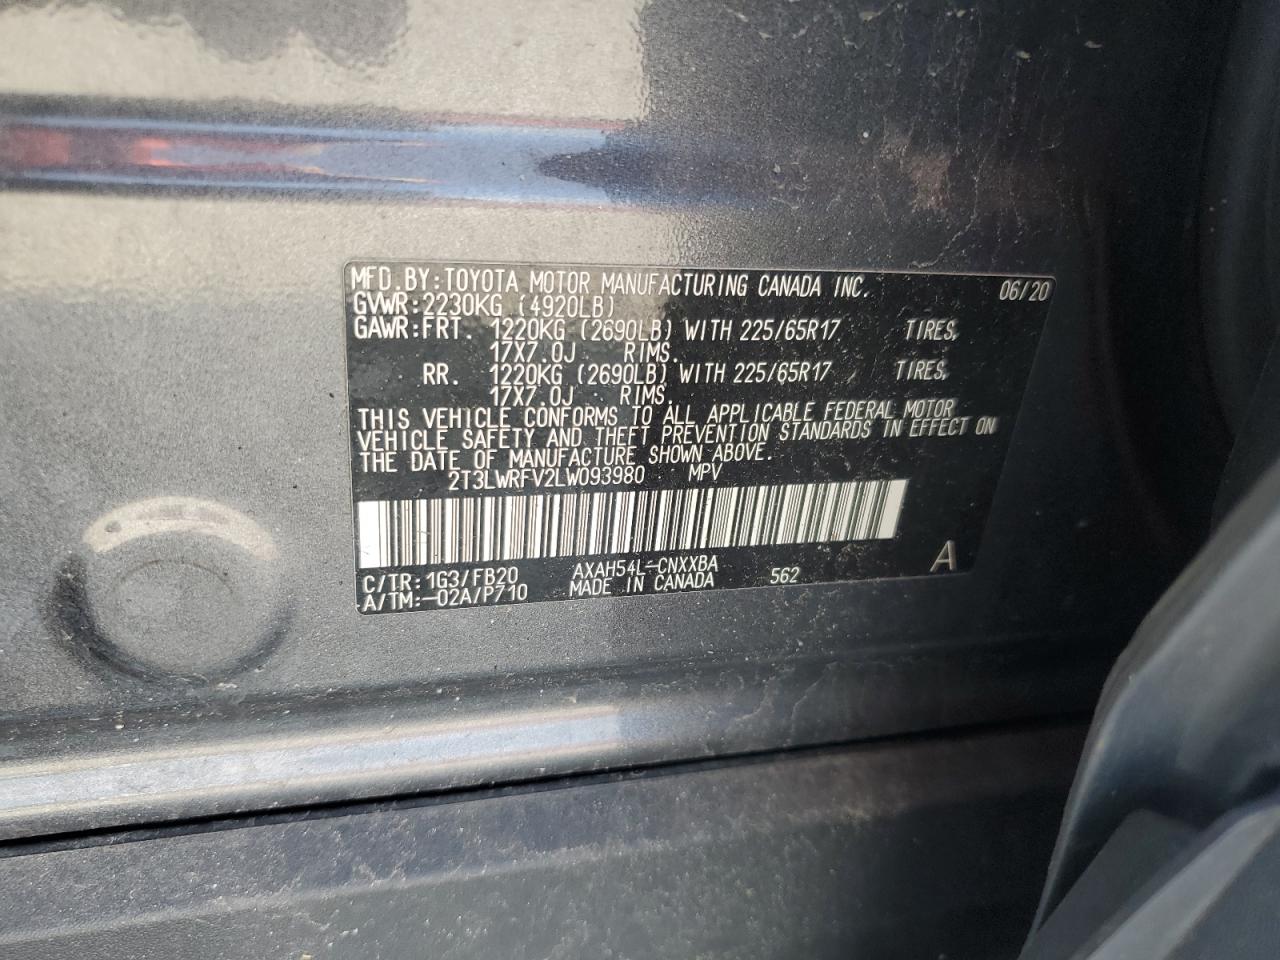 MFD.BY:TOYOTA MOTOR MANUFACTURING CANADA INC. 06/20
GVWR:2230KG (4920LB)
GAWR:FRT. 1220KG (2690LB) WITH 225/65R17 TIRES,
17X7.0J RIMS.
RR. 1220KG (2690LB) WITH 225/65R17 TIRES,
17X7.0J RIMS.
THIS VEHICLE CONFORMS TO ALL APPLICABLE FEDERAL MOTOR
VEHICLE SAFETY AND THEFT PREVENTION STANDARDS IN EFFECT ON
THE DATE OF MANUFACTURE SHOWN ABOVE.
2T3LWRFV2LW093980 MPV
C/TR:1G3/FB20 AXAH54L-CNXXBA 562 A
A/TM:-02A/P710 MADE IN CANADA